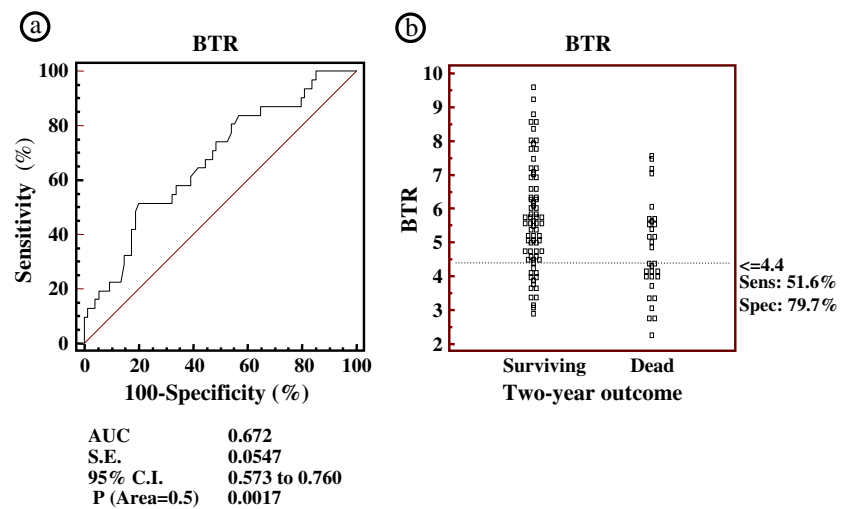 a
BTR
100
80
60
40
20
0
Sensitivity (%)
0 20 40 60 80 100
100-Specificity (%)
AUC 0.672
S.E. 0.0547
95% C.I. 0.573 to 0.760
P (Area=0.5) 0.0017
b
BTR
10
9
8
7
6
5
4
3
2
BTR
<=4.4
Sens: 51.6%
Spec: 79.7%
Surviving Dead
Two-year outcome